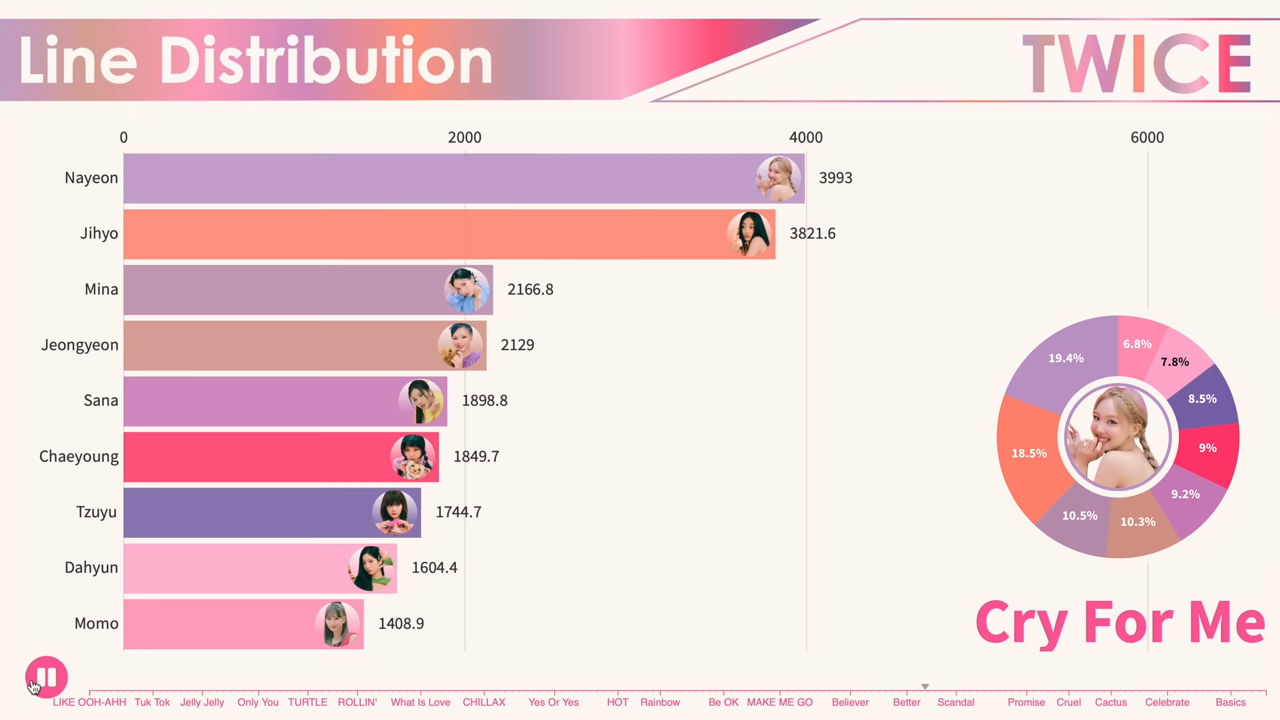 Line Distribution
TWICE
0 2000 4000 6000
Nayeon 3993
Jihyo 3821.6
Mina 2166.8
Jeongyeon 2129
Sana 1898.8
Chaeyoung 1849.7
Tzuyu 1744.7
Dahyun 1604.4
Momo 1408.9
6.8%
7.8%
8.5%
9%
9.2%
10.3%
10.5%
18.5%
19.4%
Cry For Me
LIKE OOH-AHH Tuk Tok Jelly Jelly Only You TURTLE ROLLIN' What Is Love CHILLAX Yes Or Yes HOT Rainbow Be OK MAKE ME GO Believer Better Scandal Promise Cruel Cactus Celebrate Basics